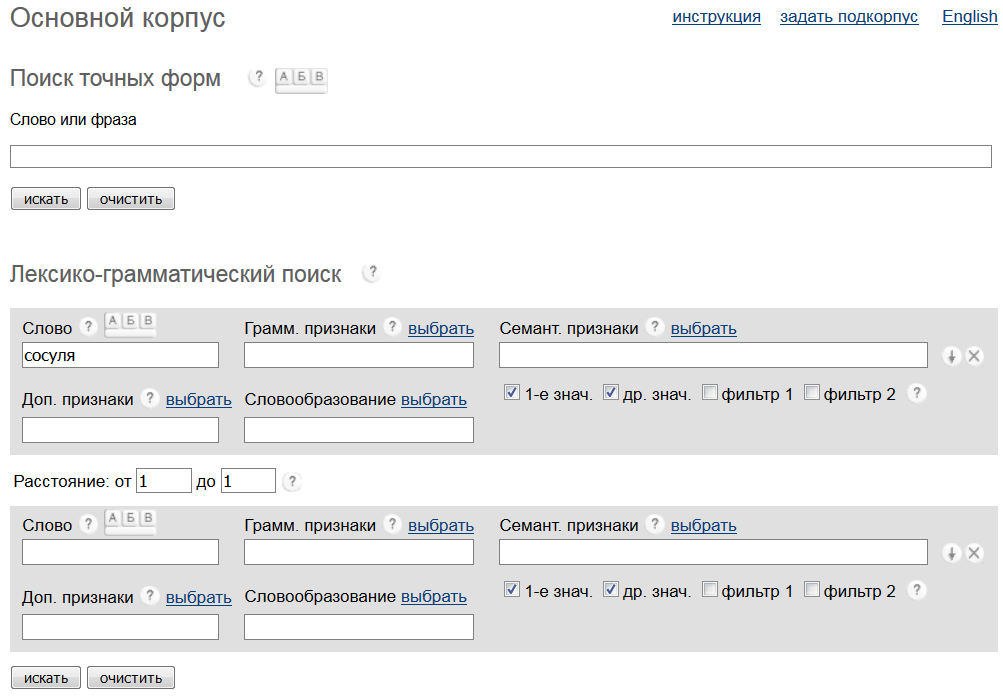 Основной корпус
инструкция задать подкорпус English
Поиск точных форм ? А Б В
Слово или фраза
искать очистить
Лексико-грамматический поиск ?
Слово ? А Б В Грамм. признаки ? выбрать Семант. признаки ? выбрать
сосуля
Доп. признаки ? выбрать Словообразование выбрать 1-е знач. др. знач. фильтр 1 фильтр 2 ?
Расстояние: от 1 до 1 ?
Слово ? А Б В Грамм. признаки ? выбрать Семант. признаки ? выбрать
Доп. признаки ? выбрать Словообразование выбрать 1-е знач. др. знач. фильтр 1 фильтр 2 ?
искать очистить